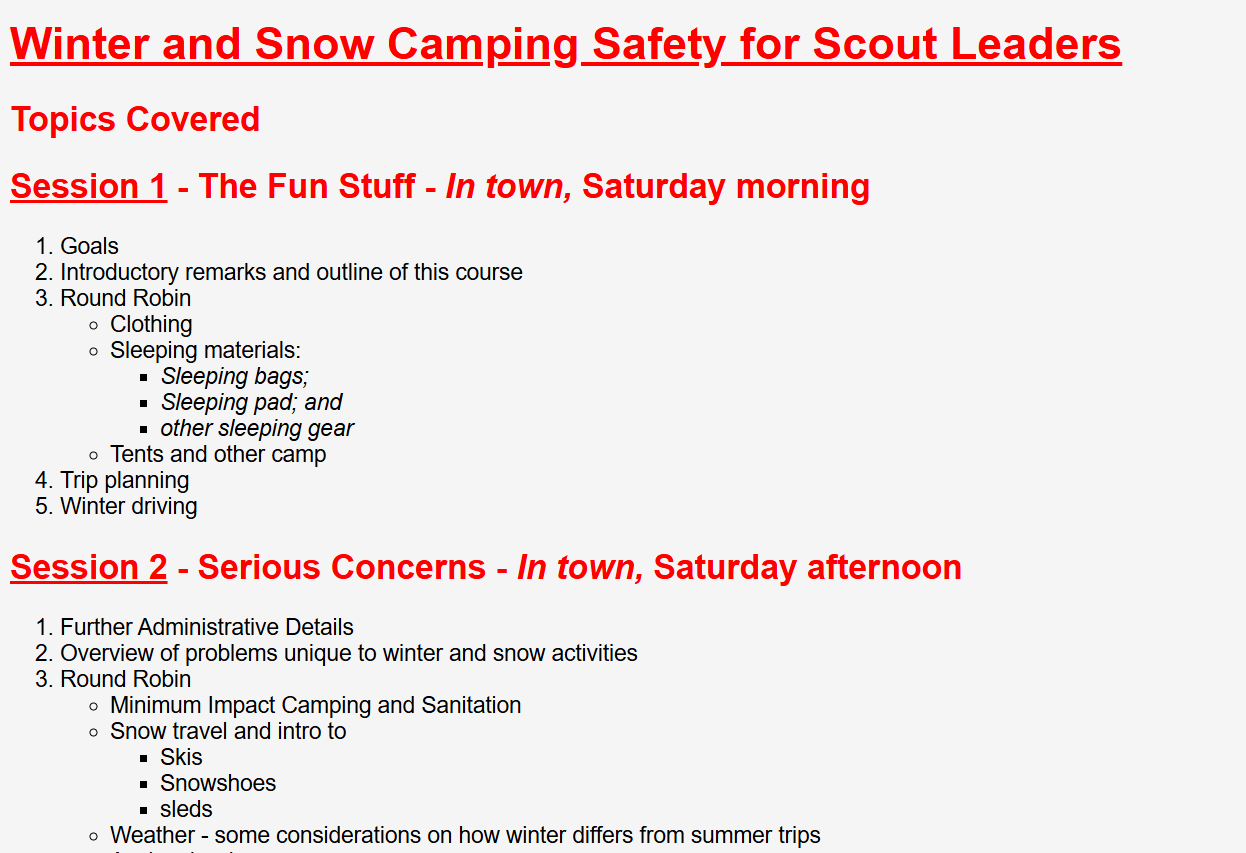 Winter and Snow Camping Safety for Scout Leaders
Topics Covered
Session 1 - The Fun Stuff - In town, Saturday morning
1. Goals
2. Introductory remarks and outline of this course
3. Round Robin
Clothing
Sleeping materials:
Sleeping bags;
Sleeping pad; and
other sleeping gear
Tents and other camp
4. Trip planning
5. Winter driving
Session 2 - Serious Concerns - In town, Saturday afternoon
1. Further Administrative Details
2. Overview of problems unique to winter and snow activities
3. Round Robin
Minimum Impact Camping and Sanitation
Snow travel and intro to
Skis
Snowshoes
sleds
Weather - some considerations on how winter differs from summer trips